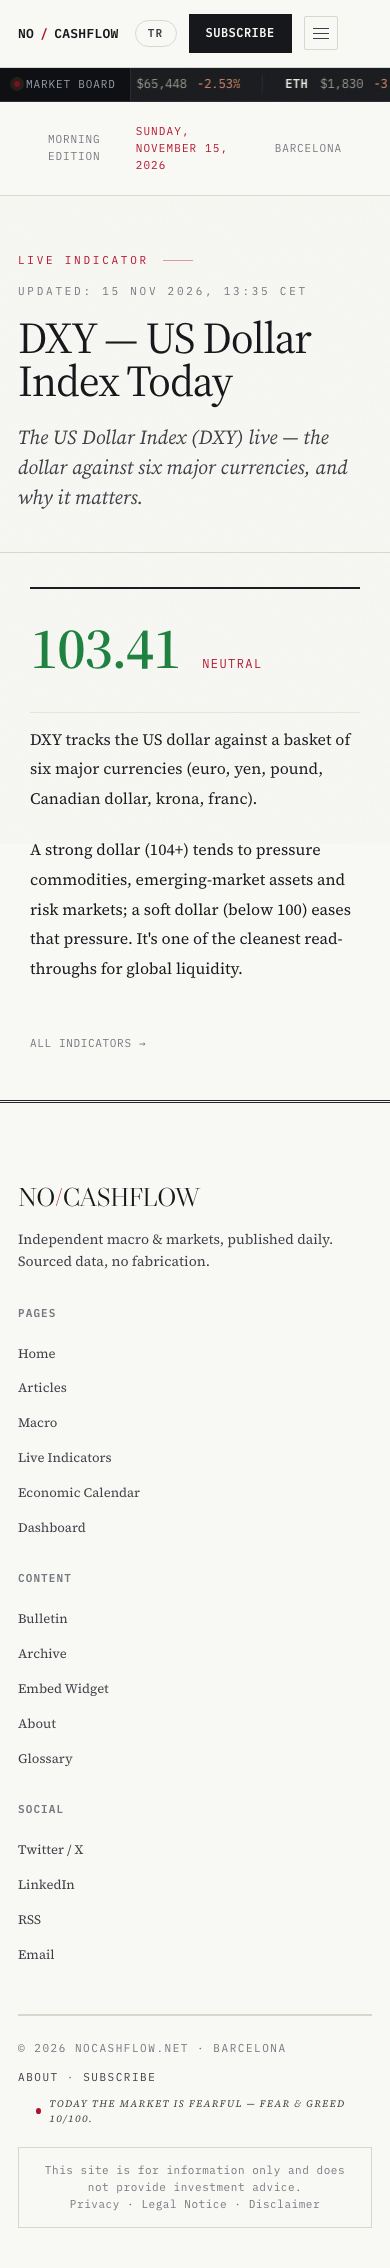 NO / CASHFLOW TR SUBSCRIBE
MARKET BOARD $65,448 -2.53% ETH $1,830 -3
MORNING
EDITION
SUNDAY,
NOVEMBER 15,
2026
BARCELONA
LIVE INDICATOR
UPDATED: 15 NOV 2026, 13:35 CET
DXY — US Dollar
Index Today
The US Dollar Index (DXY) live — the
dollar against six major currencies, and
why it matters.
103.41 NEUTRAL
DXY tracks the US dollar against a basket of
six major currencies (euro, yen, pound,
Canadian dollar, krona, franc).
A strong dollar (104+) tends to pressure
commodities, emerging-market assets and
risk markets; a soft dollar (below 100) eases
that pressure. It's one of the cleanest read-
throughs for global liquidity.
ALL INDICATORS →
NO/CASHFLOW
Independent macro & markets, published daily.
Sourced data, no fabrication.
PAGES
Home
Articles
Macro
Live Indicators
Economic Calendar
Dashboard
CONTENT
Bulletin
Archive
Embed Widget
About
Glossary
SOCIAL
Twitter / X
LinkedIn
RSS
Email
© 2026 NOCASHFLOW.NET · BARCELONA
ABOUT · SUBSCRIBE
TODAY THE MARKET IS FEARFUL — FEAR & GREED
10/100.
This site is for information only and does
not provide investment advice.
Privacy · Legal Notice · Disclaimer